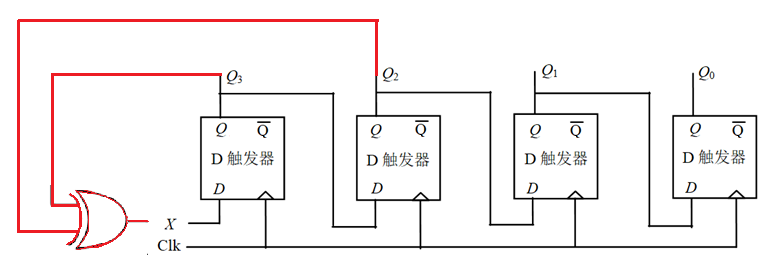 Q3 Q2 Q1 Q0
Q Q̅ Q Q̅ Q Q̅ Q Q̅
D 触发器 D 触发器 D 触发器 D 触发器
D D D D
X
Clk